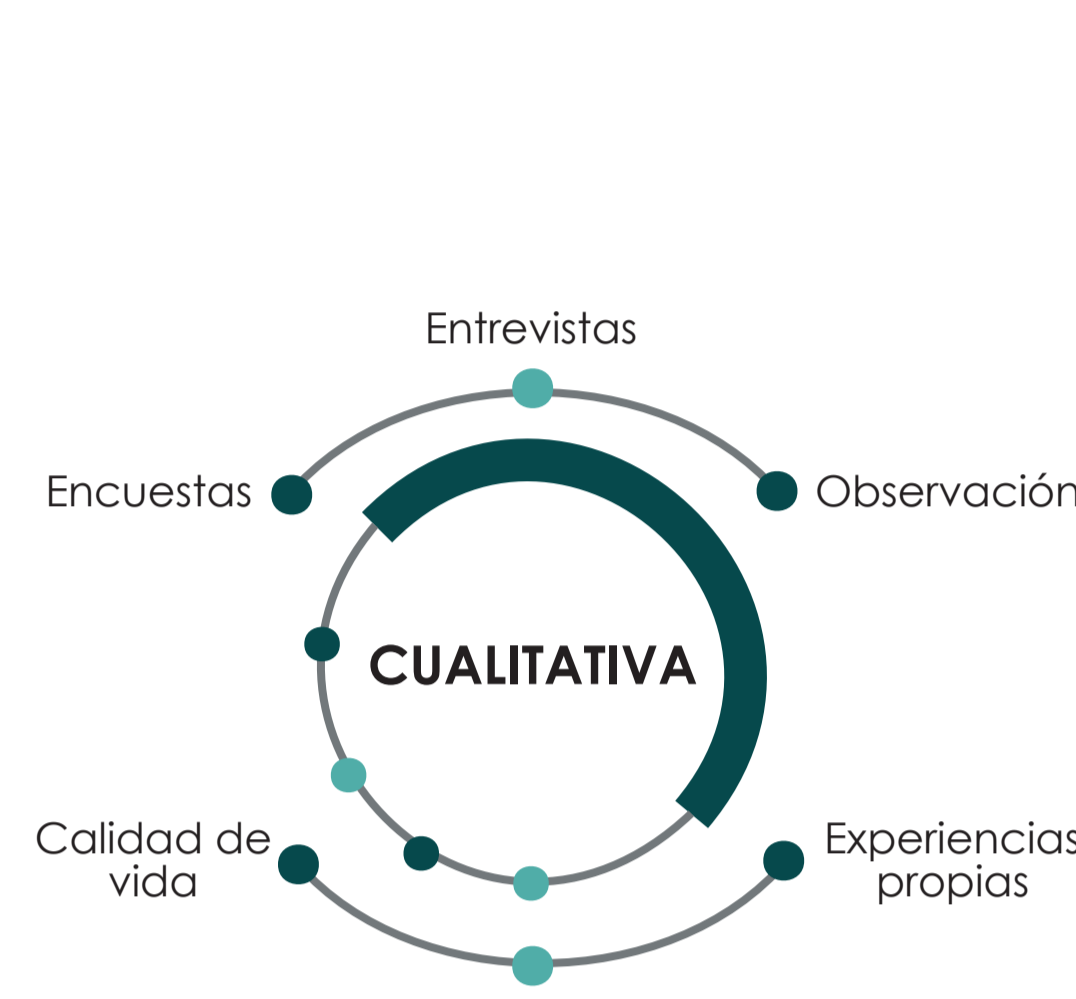 Entrevistas
Encuestas
Observación
CUALITATIVA
Calidad de
vida
Experiencias
propias